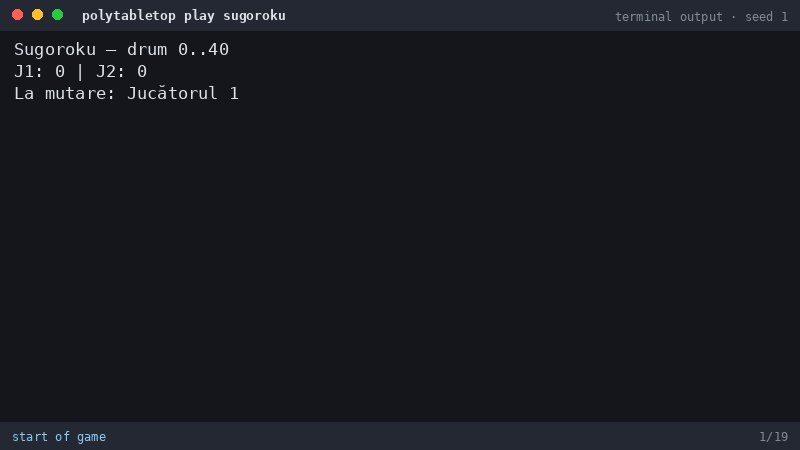 polytabletop play sugoroku
terminal output · seed 1
Sugoroku — drum 0..40
J1: 0 | J2: 0
La mutare: Jucătorul 1
start of game
1/19